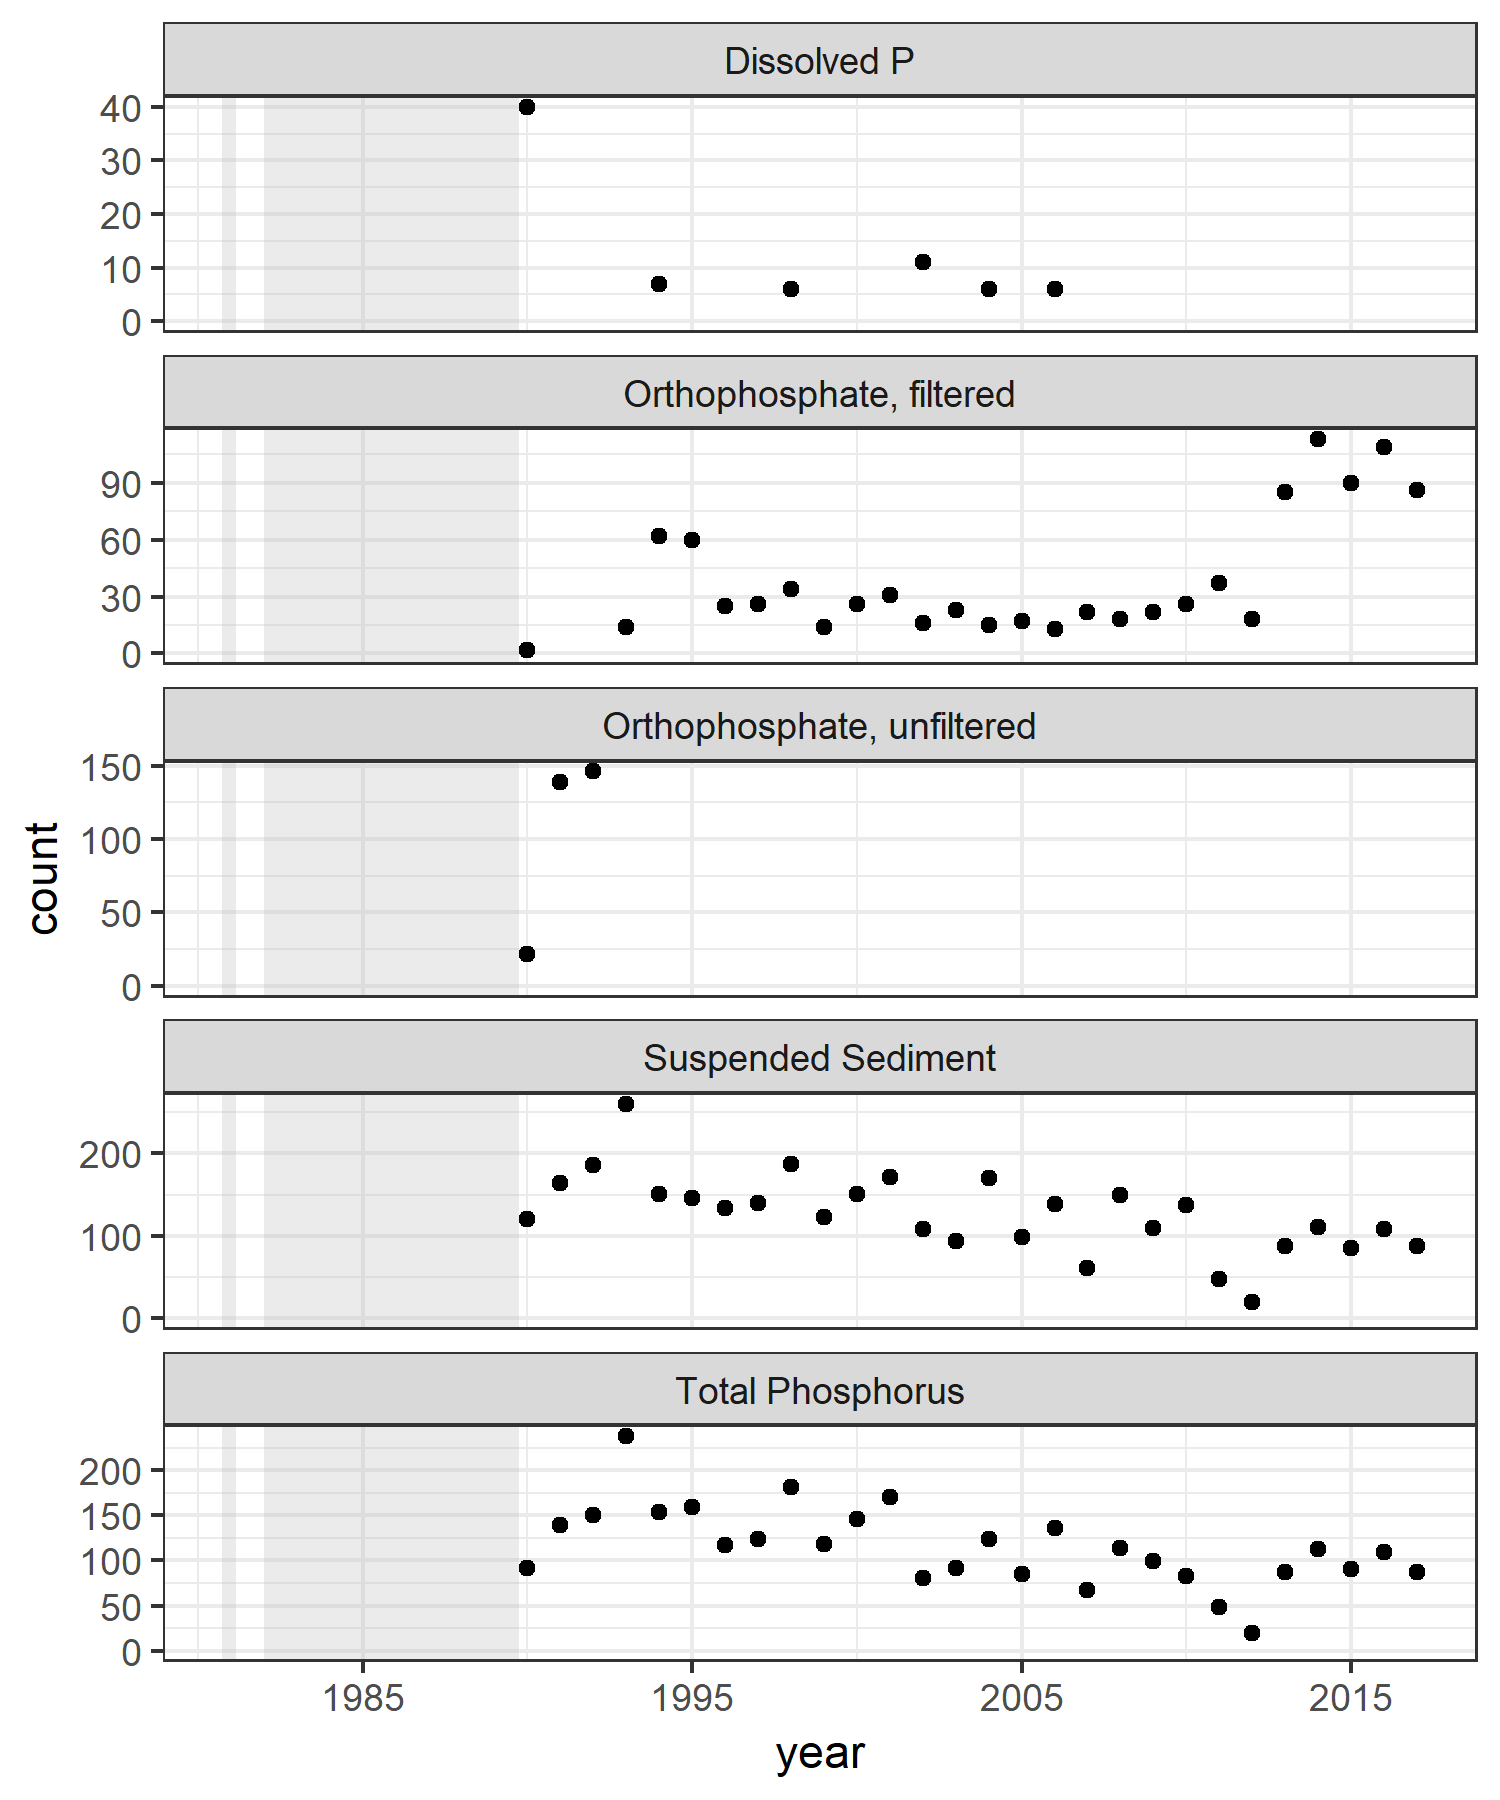 Dissolved P
40
30
20
10
0
Orthophosphate, filtered
90
60
30
0
Orthophosphate, unfiltered
150
100
50
0
count
Suspended Sediment
200
100
0
Total Phosphorus
200
150
100
50
0
1985 1995 2005 2015
year